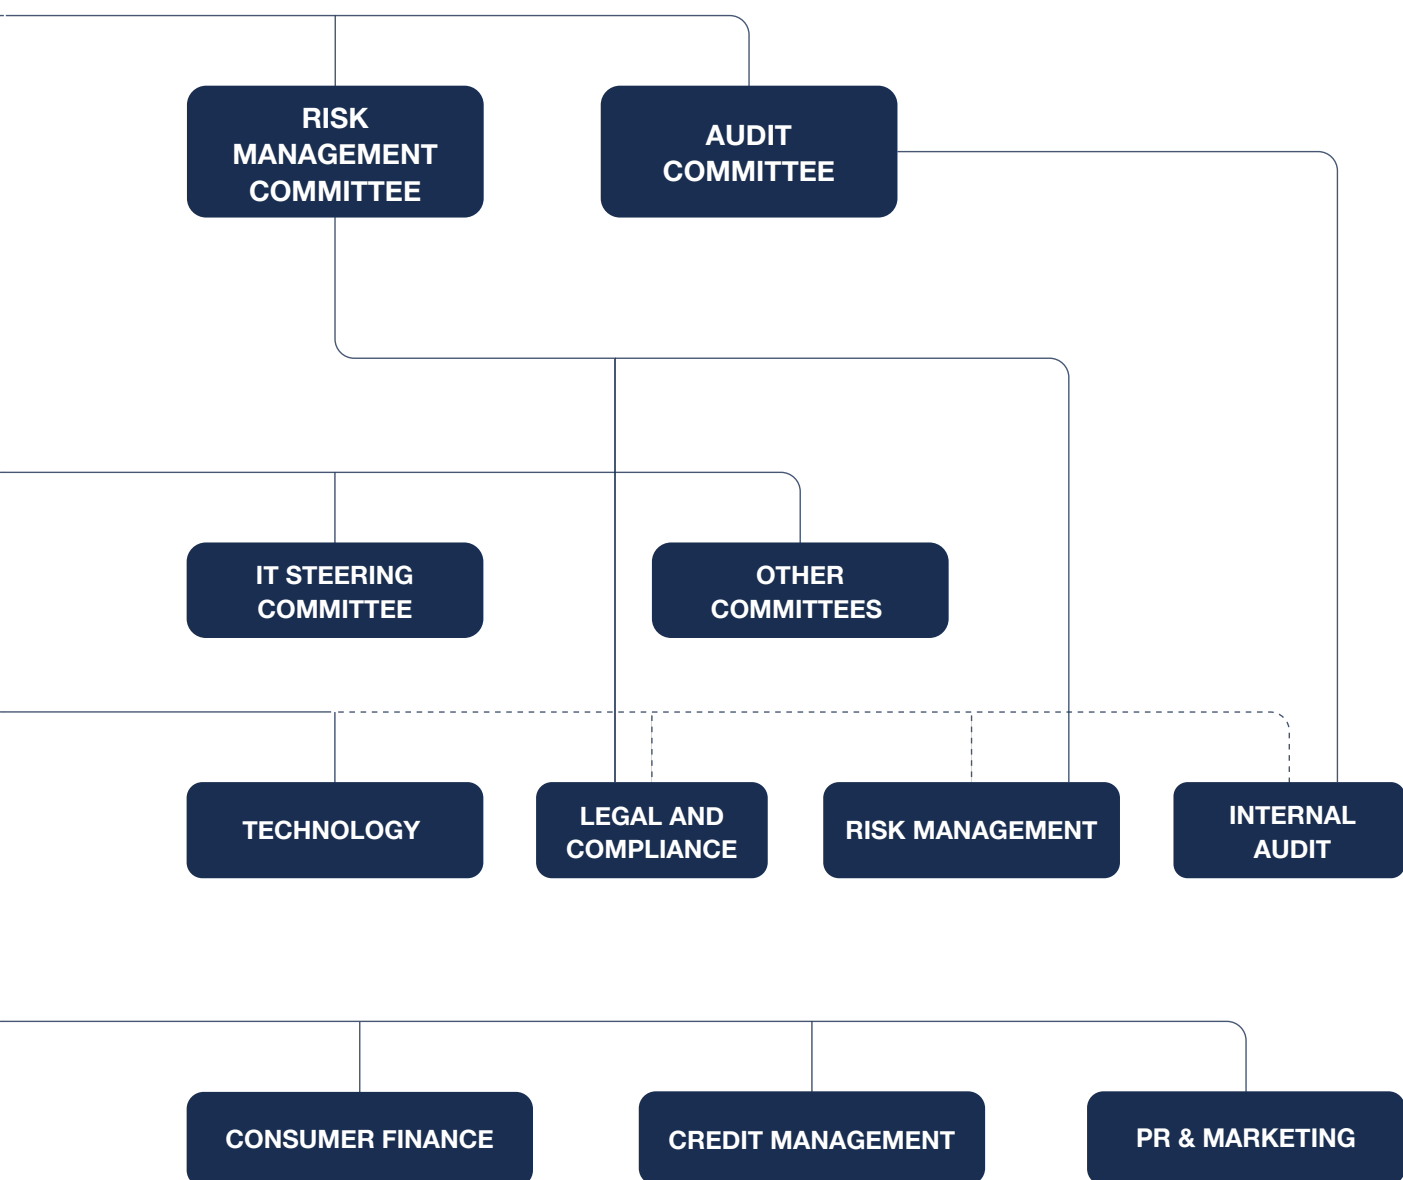 RISK
MANAGEMENT
COMMITTEE
AUDIT
COMMITTEE
IT STEERING
COMMITTEE
OTHER
COMMITTEES
TECHNOLOGY
LEGAL AND
COMPLIANCE
RISK MANAGEMENT
INTERNAL
AUDIT
CONSUMER FINANCE
CREDIT MANAGEMENT
PR & MARKETING